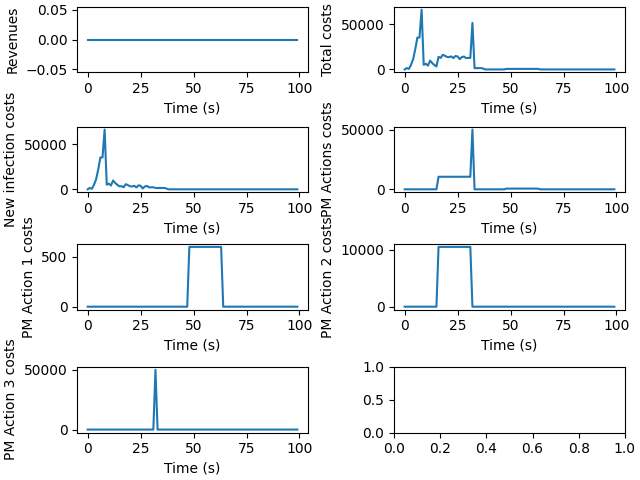 Revenues
0.05
0.00
−0.05
0 25 50 75 100
Time (s)
Total costs
50000
0
0 25 50 75 100
Time (s)
New infection costs
50000
0
0 25 50 75 100
Time (s)
PM Actions costs
50000
0
0 25 50 75 100
Time (s)
PM Action 1 costs
500
0
0 25 50 75 100
Time (s)
PM Action 2 costs
10000
0
0 25 50 75 100
Time (s)
PM Action 3 costs
50000
0
0 25 50 75 100
Time (s)
1.0
0.5
0.0
0.0 0.2 0.4 0.6 0.8 1.0